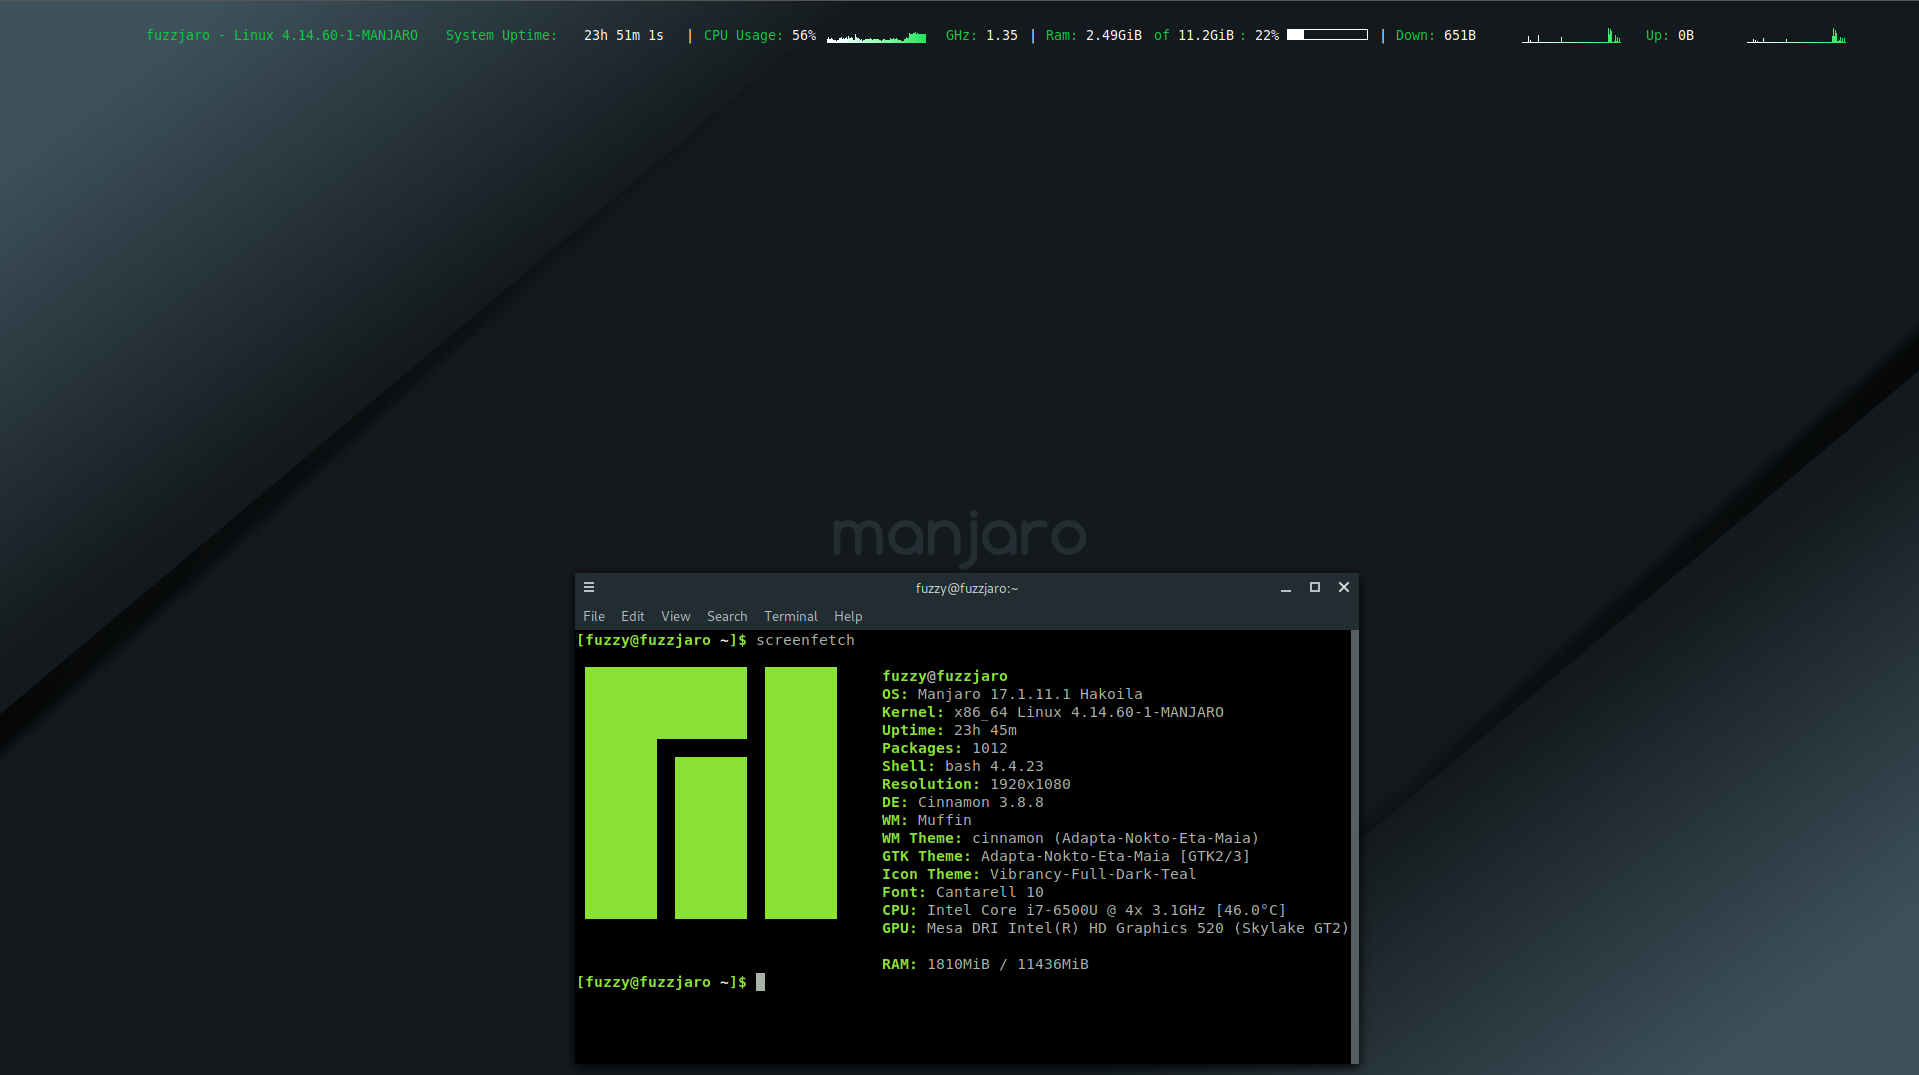 fuzzjaro - Linux 4.14.60-1-MANJARO System Uptime: 23h 51m 1s | CPU Usage: 56% GHz: 1.35 | Ram: 2.49GiB of 11.2GiB : 22% | Down: 651B Up: 0B
manjaro
fuzzy@fuzzjaro:~
File Edit View Search Terminal Help
[fuzzy@fuzzjaro ~]$ screenfetch
fuzzy@fuzzjaro
OS: Manjaro 17.1.11.1 Hakoila
Kernel: x86_64 Linux 4.14.60-1-MANJARO
Uptime: 23h 45m
Packages: 1012
Shell: bash 4.4.23
Resolution: 1920x1080
DE: Cinnamon 3.8.8
WM: Muffin
WM Theme: cinnamon (Adapta-Nokto-Eta-Maia)
GTK Theme: Adapta-Nokto-Eta-Maia [GTK2/3]
Icon Theme: Vibrancy-Full-Dark-Teal
Font: Cantarell 10
CPU: Intel Core i7-6500U @ 4x 3.1GHz [46.0°C]
GPU: Mesa DRI Intel(R) HD Graphics 520 (Skylake GT2)
RAM: 1810MiB / 11436MiB
[fuzzy@fuzzjaro ~]$